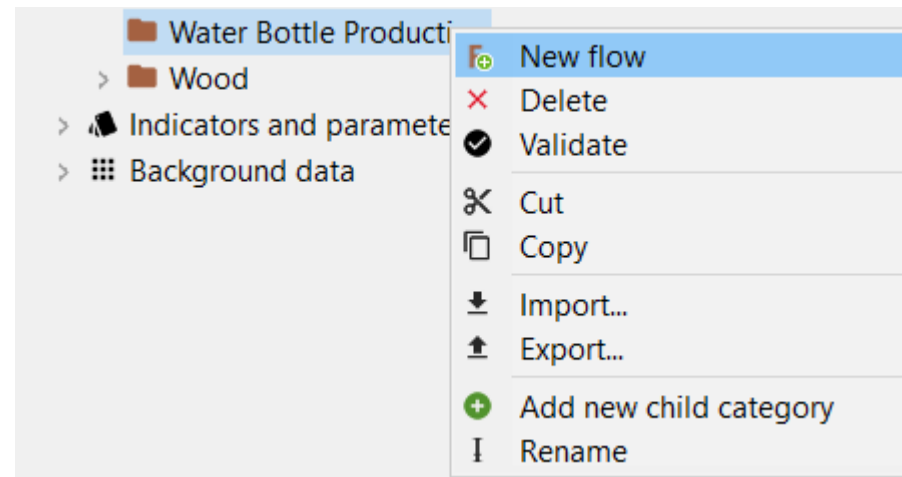 Water Bottle Producti
Wood
Indicators and paramete
Background data
New flow
Delete
Validate
Cut
Copy
Import...
Export...
Add new child category
Rename